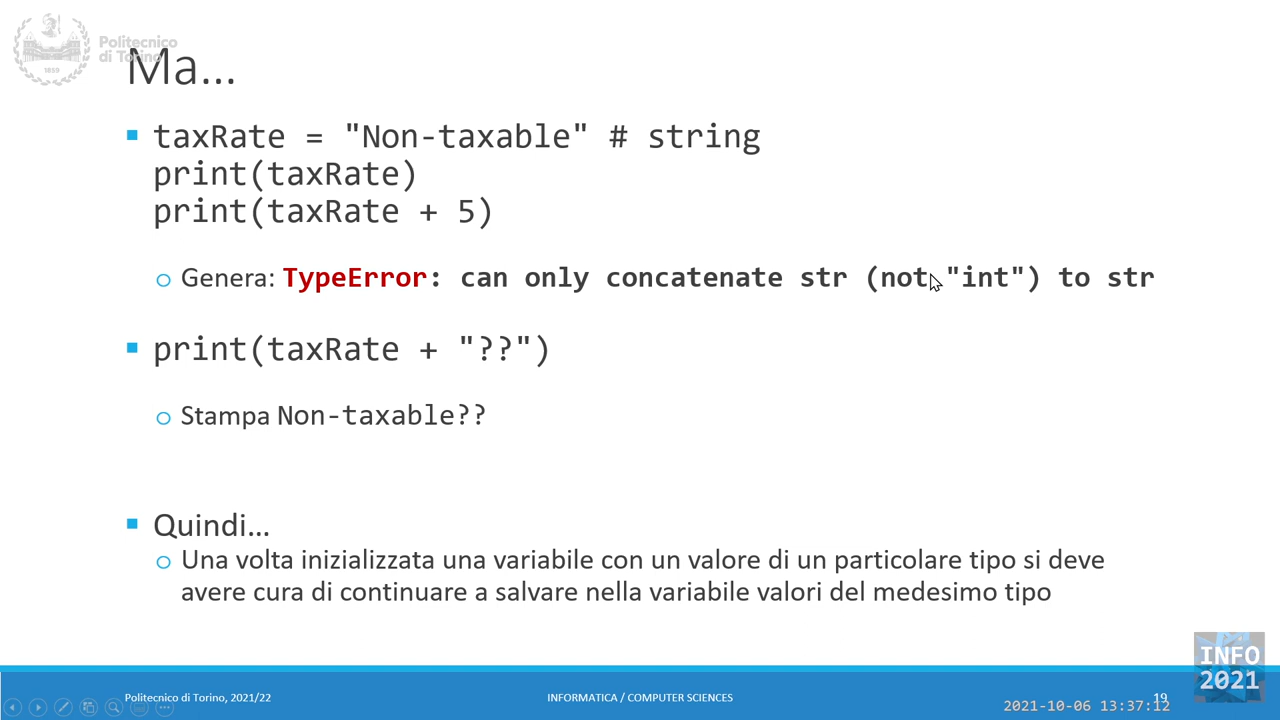 Politecnico
di Torino
1859
Ma…
taxRate = "Non-taxable" # string
print(taxRate)
print(taxRate + 5)
Genera: TypeError: can only concatenate str (not "int") to str
print(taxRate + "??")
Stampa Non-taxable??
Quindi…
Una volta inizializzata una variabile con un valore di un particolare tipo si deve
avere cura di continuare a salvare nella variabile valori del medesimo tipo
INFO
2021
Politecnico di Torino, 2021/22
INFORMATICA / COMPUTER SCIENCES
19
2021-10-06 13:37:12